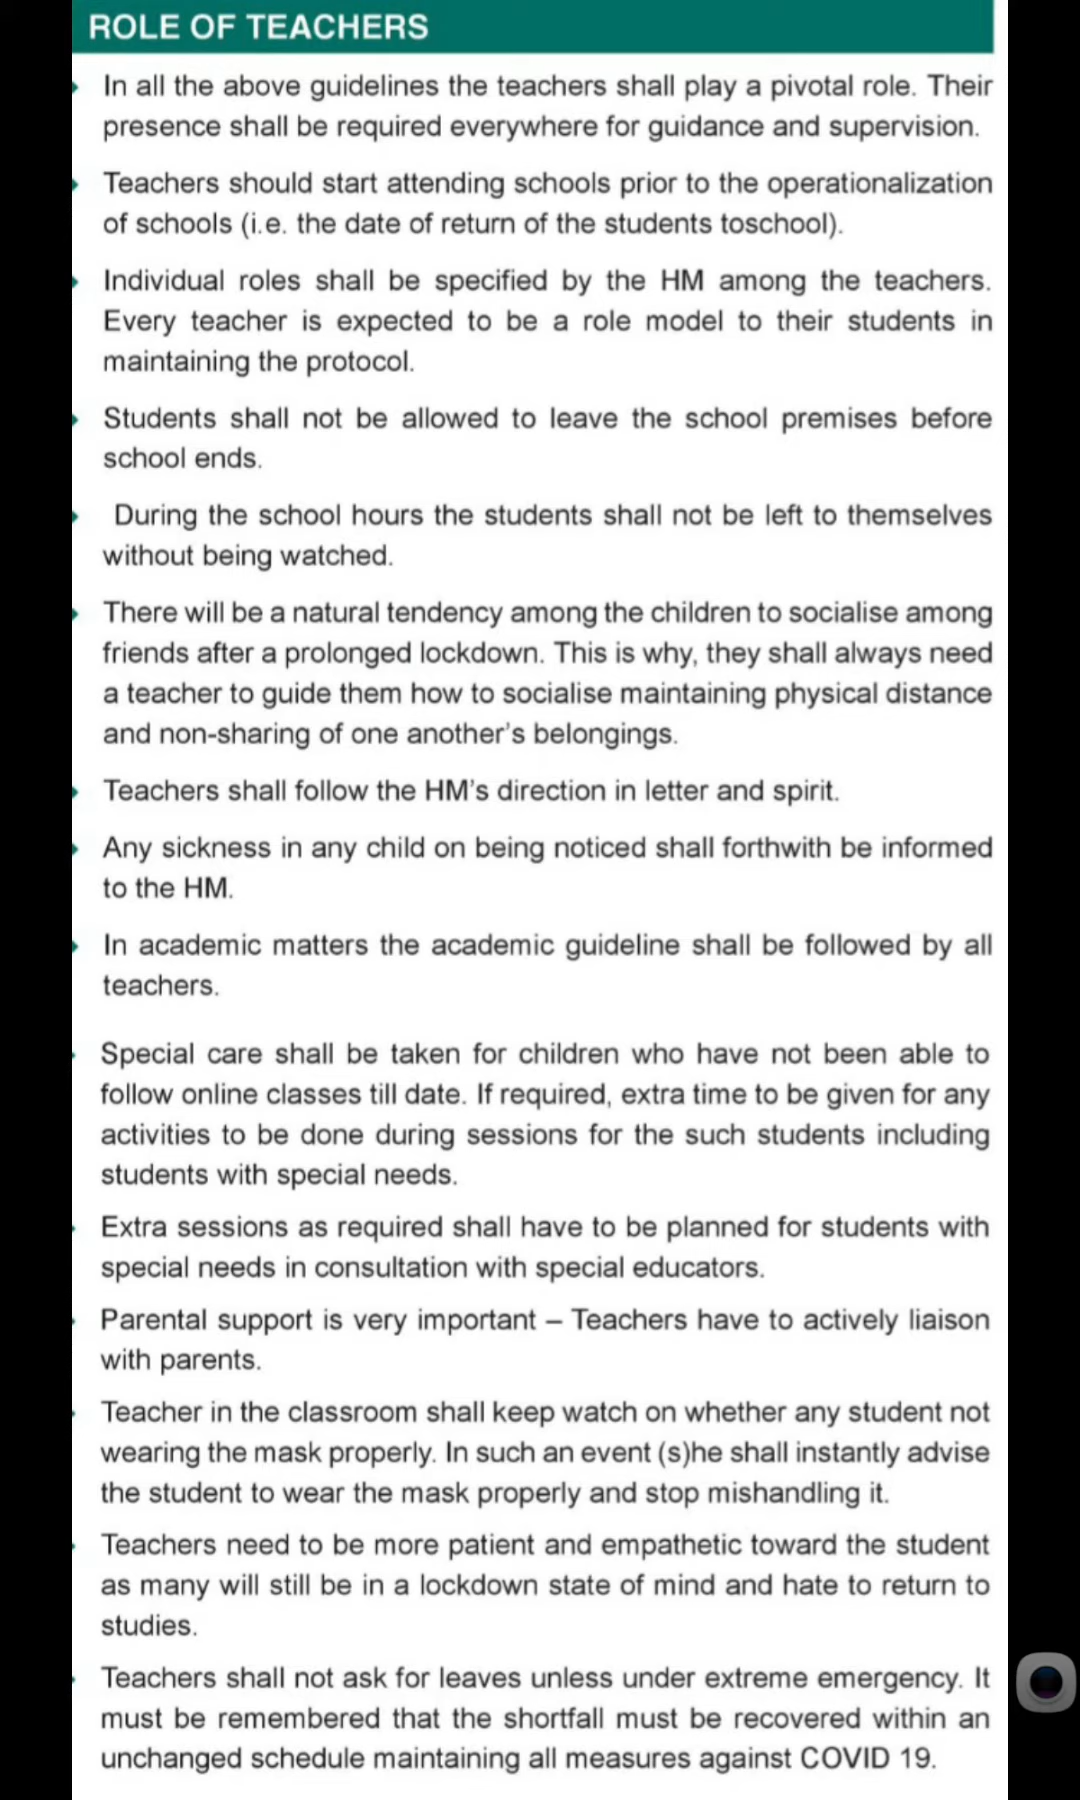 ROLE OF TEACHERS
In all the above guidelines the teachers shall play a pivotal role. Their
presence shall be required everywhere for guidance and supervision.
Teachers should start attending schools prior to the operationalization
of schools (i.e. the date of return of the students toschool).
Individual roles shall be specified by the HM among the teachers.
Every teacher is expected to be a role model to their students in
maintaining the protocol.
Students shall not be allowed to leave the school premises before
school ends.
During the school hours the students shall not be left to themselves
without being watched.
There will be a natural tendency among the children to socialise among
friends after a prolonged lockdown. This is why, they shall always need
a teacher to guide them how to socialise maintaining physical distance
and non-sharing of one another's belongings.
Teachers shall follow the HM's direction in letter and spirit.
Any sickness in any child on being noticed shall forthwith be informed
to the HM.
In academic matters the academic guideline shall be followed by all
teachers.
Special care shall be taken for children who have not been able to
follow online classes till date. If required, extra time to be given for any
activities to be done during sessions for the such students including
students with special needs.
Extra sessions as required shall have to be planned for students with
special needs in consultation with special educators.
Parental support is very important – Teachers have to actively liaison
with parents.
Teacher in the classroom shall keep watch on whether any student not
wearing the mask properly. In such an event (s)he shall instantly advise
the student to wear the mask properly and stop mishandling it.
Teachers need to be more patient and empathetic toward the student
as many will still be in a lockdown state of mind and hate to return to
studies.
Teachers shall not ask for leaves unless under extreme emergency. It
must be remembered that the shortfall must be recovered within an
unchanged schedule maintaining all measures against COVID 19.